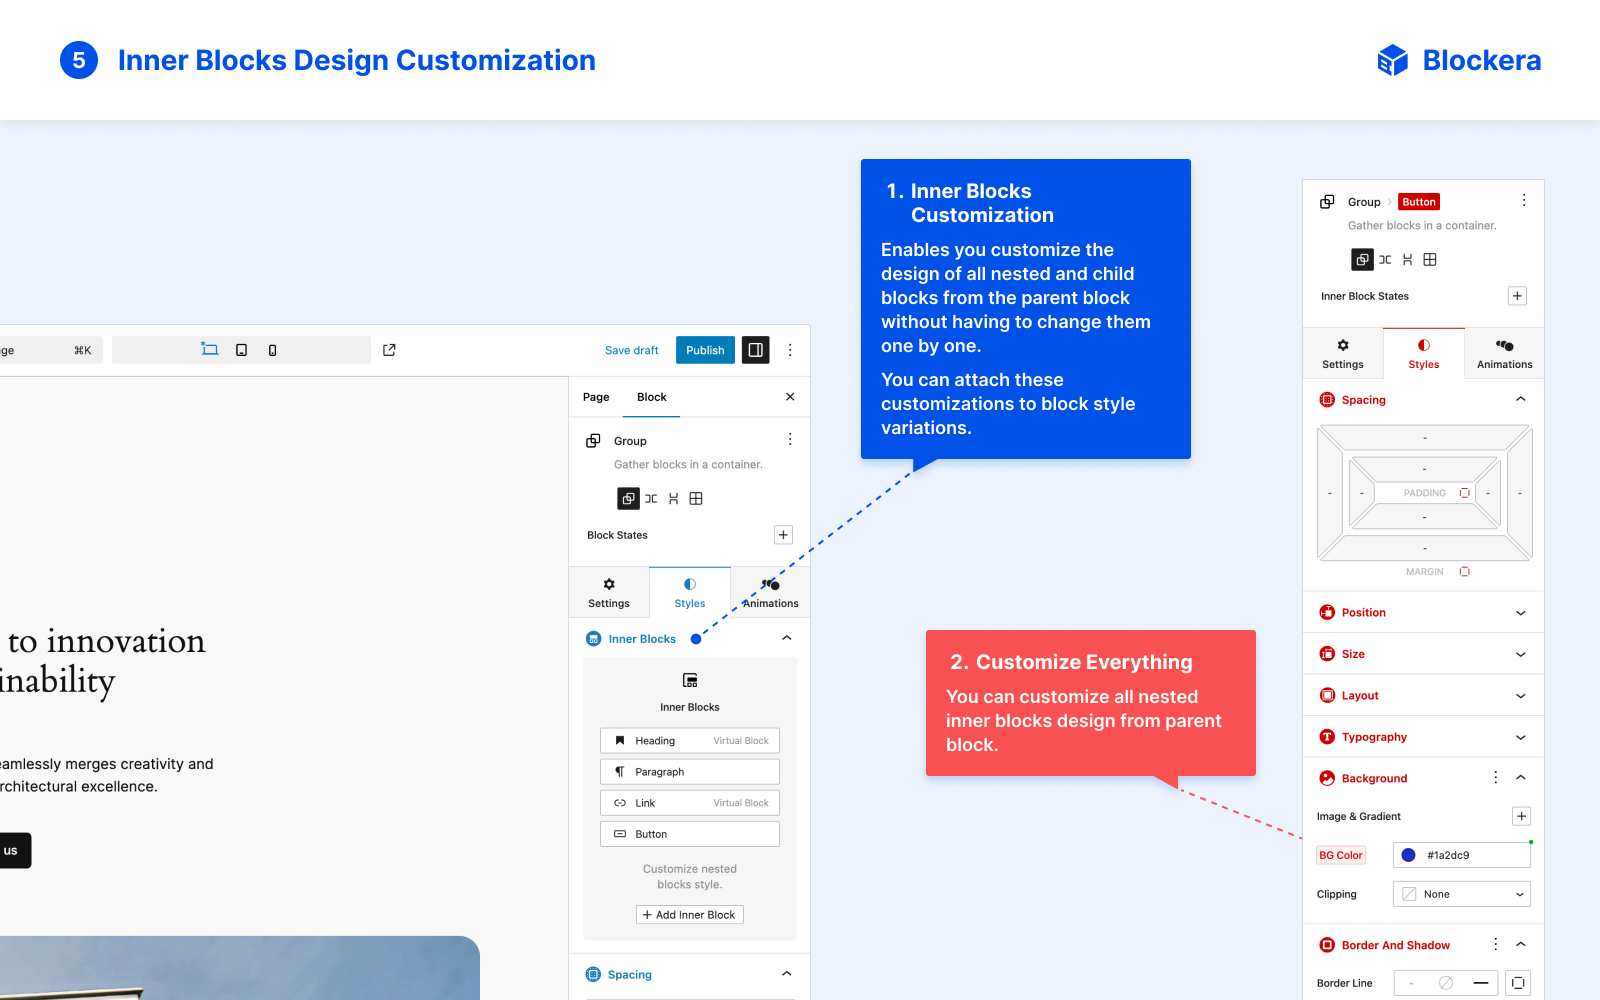 5 Inner Blocks Design Customization
Blockera
1. Inner Blocks
Customization
Enables you customize the
design of all nested and child
blocks from the parent block
without having to change them
one by one.
You can attach these
customizations to block style
variations.
ge ⌘K
Save draft Publish
Page Block
Group
Gather blocks in a container.
Block States
Settings Styles Animations
Inner Blocks
Inner Blocks
Heading Virtual Block
Paragraph
Link Virtual Block
Button
Customize nested
blocks style.
+ Add Inner Block
Spacing
to innovation
inability
eamlessly merges creativity and
rchitectural excellence.
us
2. Customize Everything
You can customize all nested
inner blocks design from parent
block.
Group Button
Gather blocks in a container.
Inner Block States
Settings Styles Animations
Spacing
-
-
- - PADDING - -
-
-
MARGIN
Position
Size
Layout
Typography
Background
Image & Gradient
BG Color #1a2dc9
Clipping None
Border And Shadow
Border Line -